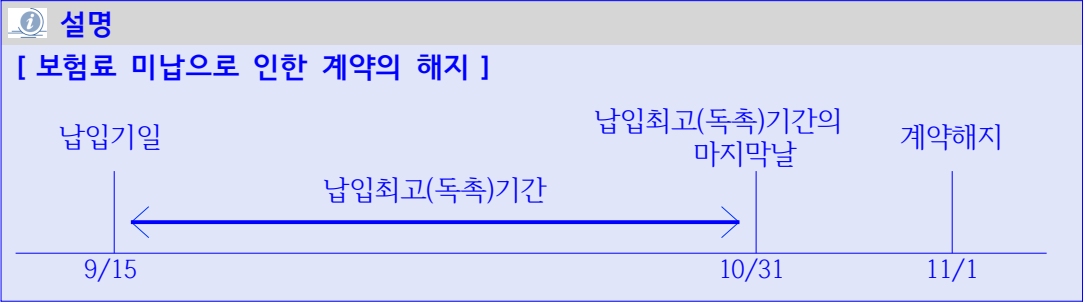 설명
[ 보험료 미납으로 인한 계약의 해지 ]
납입기일
납입최고(독촉)기간의
마지막날
계약해지
납입최고(독촉)기간
9/15
10/31
11/1